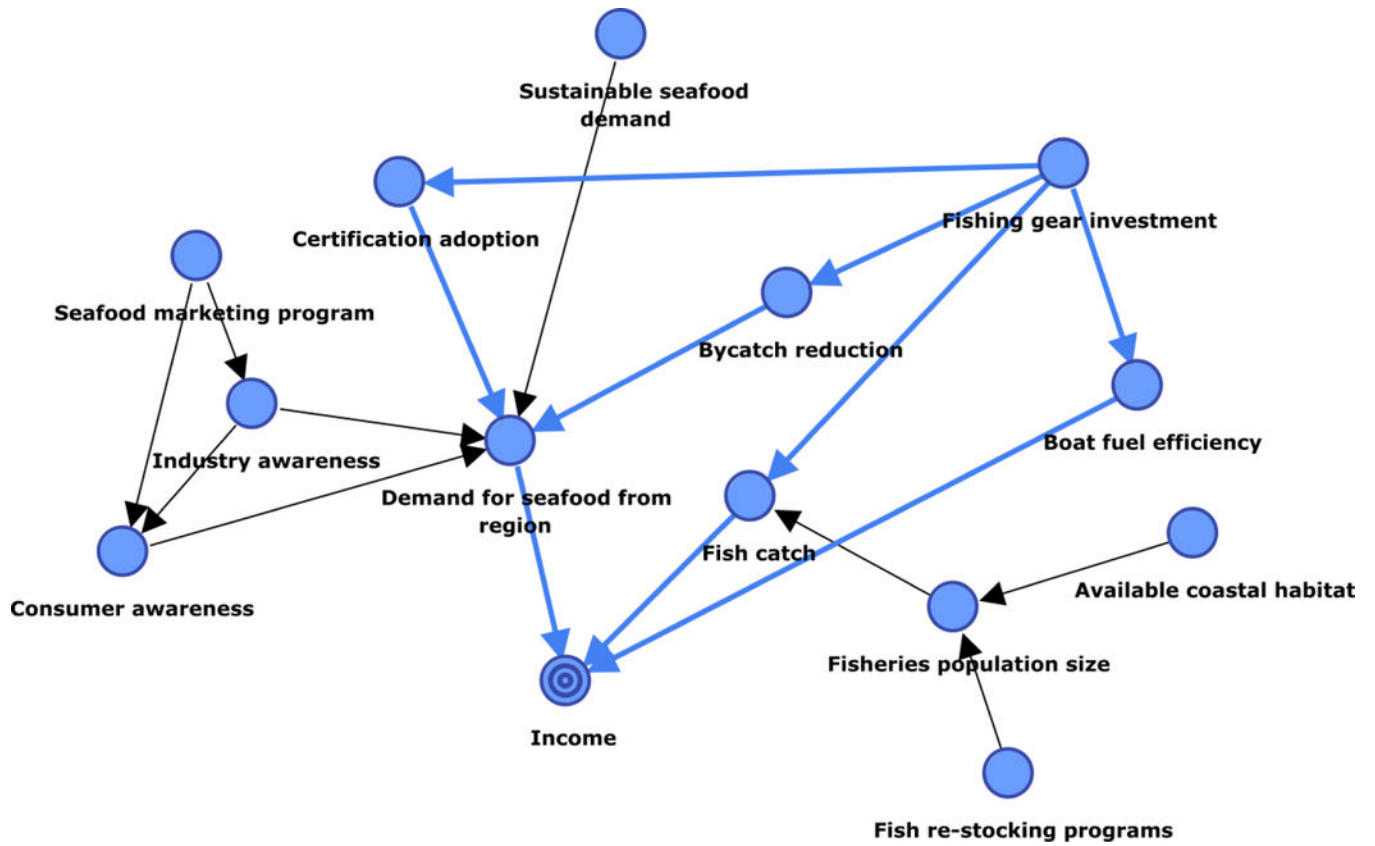 Sustainable seafood
demand
Fishing gear investment
Certification adoption
Seafood marketing program
Bycatch reduction
Boat fuel efficiency
Industry awareness
Demand for seafood from
region
Fish catch
Available coastal habitat
Consumer awareness
Fisheries population size
Income
Fish re-stocking programs